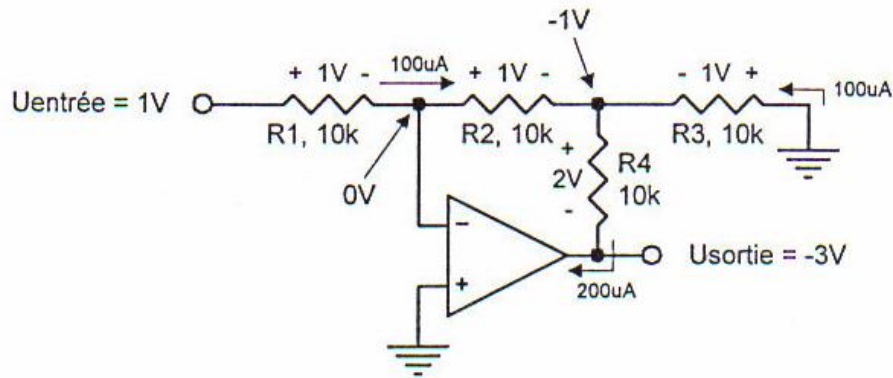 -1V
+ 1V -
100uA
+ 1V -
- 1V +
100uA
Uentrée = 1V
R1, 10k
R2, 10k
R3, 10k
0V
+
2V
-
R4
10k
-
+
Usortie = -3V
200uA